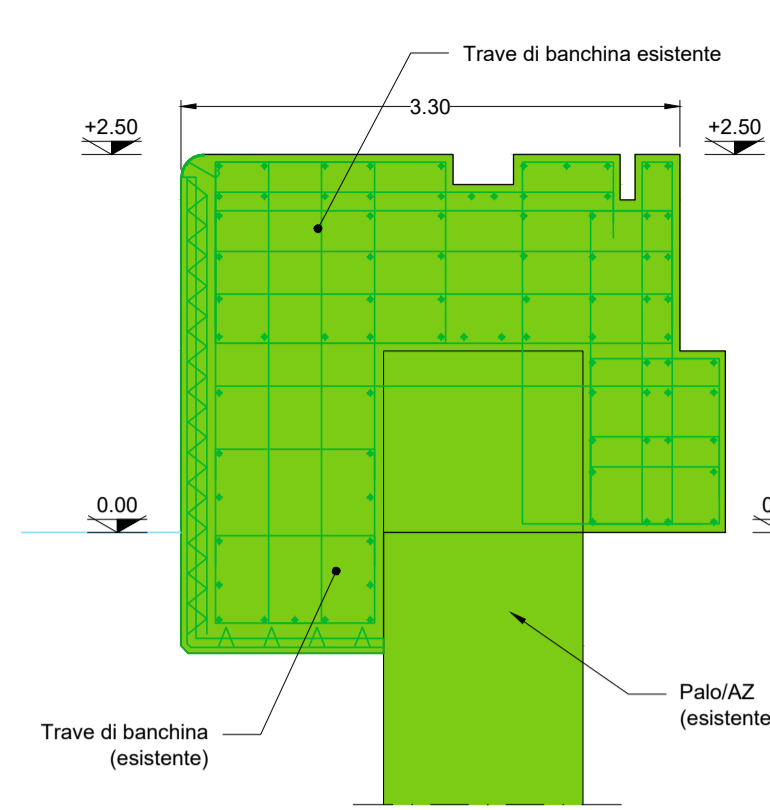 Trave di banchina esistente
3.30
+2.50
+2.50
0.00
0
Palo/AZ
(esistente
Trave di banchina
(esistente)